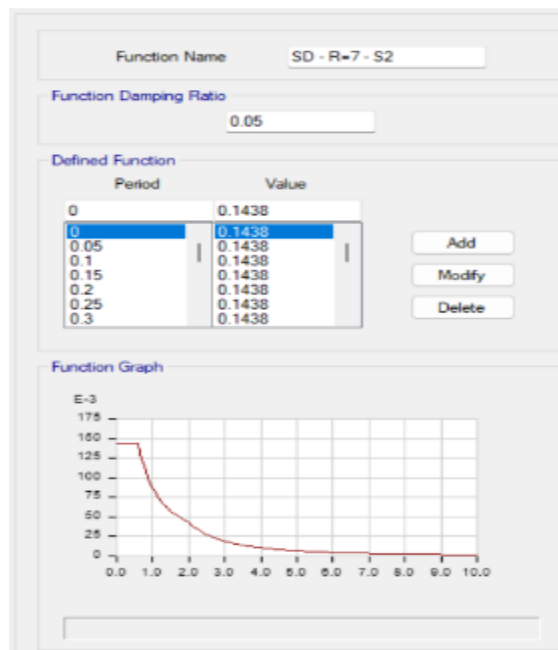 Function Name SD - R=7 - S2
Function Damping Ratio
0.05
Defined Function
Period Value
0 0.1438
0 0.1438
0.05 0.1438
0.1 0.1438
0.15 0.1438
0.2 0.1438
0.25 0.1438
0.3 0.1438
Add
Modify
Delete
Function Graph
E-3
175
150
125
100
75
50
25
0
0.0 1.0 2.0 3.0 4.0 5.0 6.0 7.0 8.0 9.0 10.0